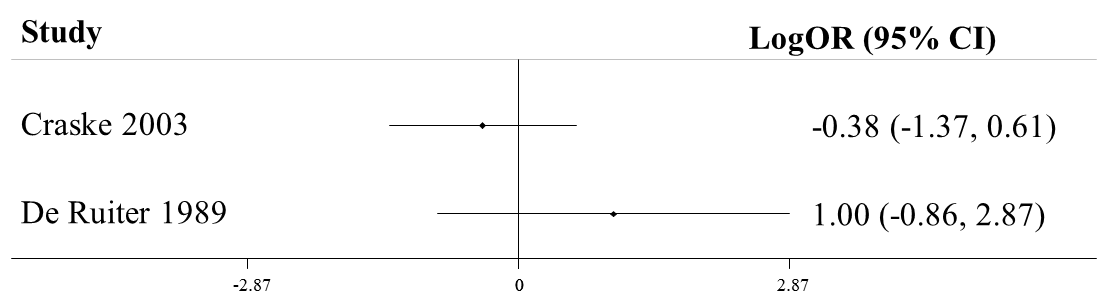 Study LogOR (95% CI)
Craske 2003 -0.38 (-1.37, 0.61)
De Ruiter 1989 1.00 (-0.86, 2.87)
-2.87 0 2.87